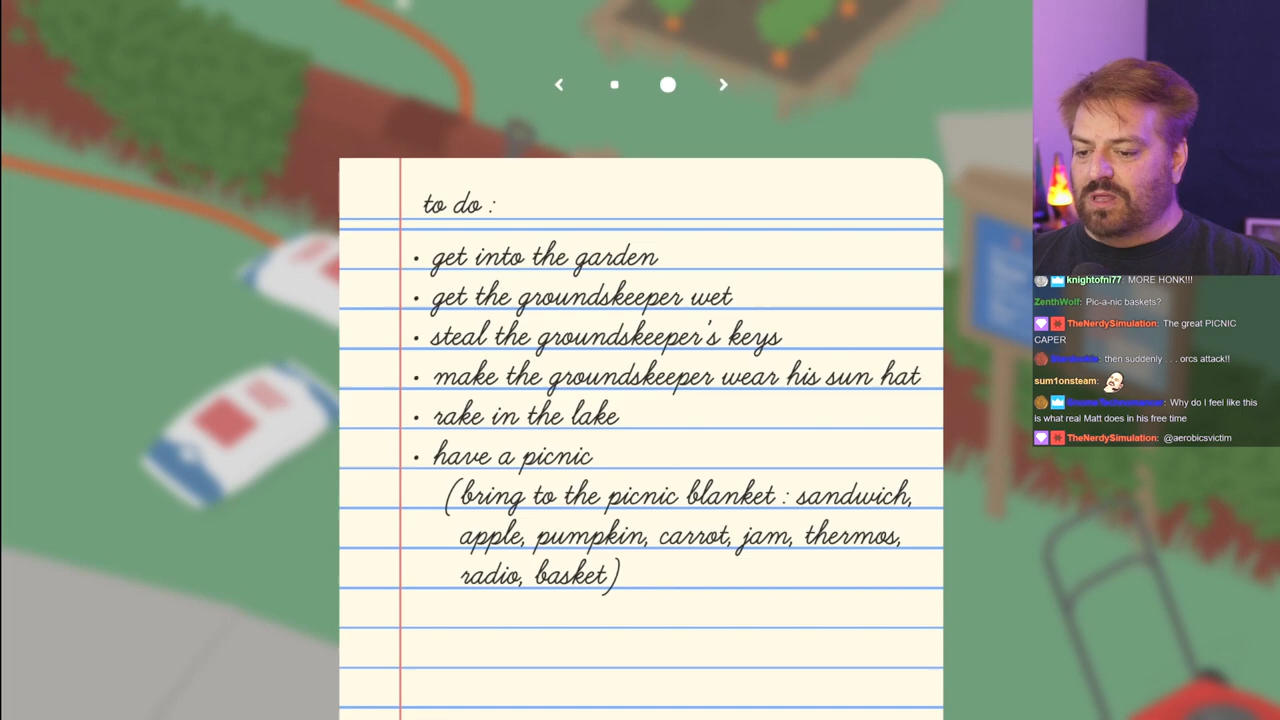 to do :
• get into the garden
• get the groundskeeper wet
• steal the groundskeeper's keys
• make the groundskeeper wear his sun hat
• rake in the lake
• have a picnic
(bring to the picnic blanket : sandwich,
apple, pumpkin, carrot, jam, thermos,
radio, basket)
knightofni77: MORE HONK!!!
ZenthWolf: Pic-a-nic baskets?
TheNerdySimulation: The great PICNIC
CAPER
: then suddenly . . . orcs attack!!
sum1onsteam:
: Why do I feel like this
is what real Matt does in his free time
TheNerdySimulation: @aerobicsvictim